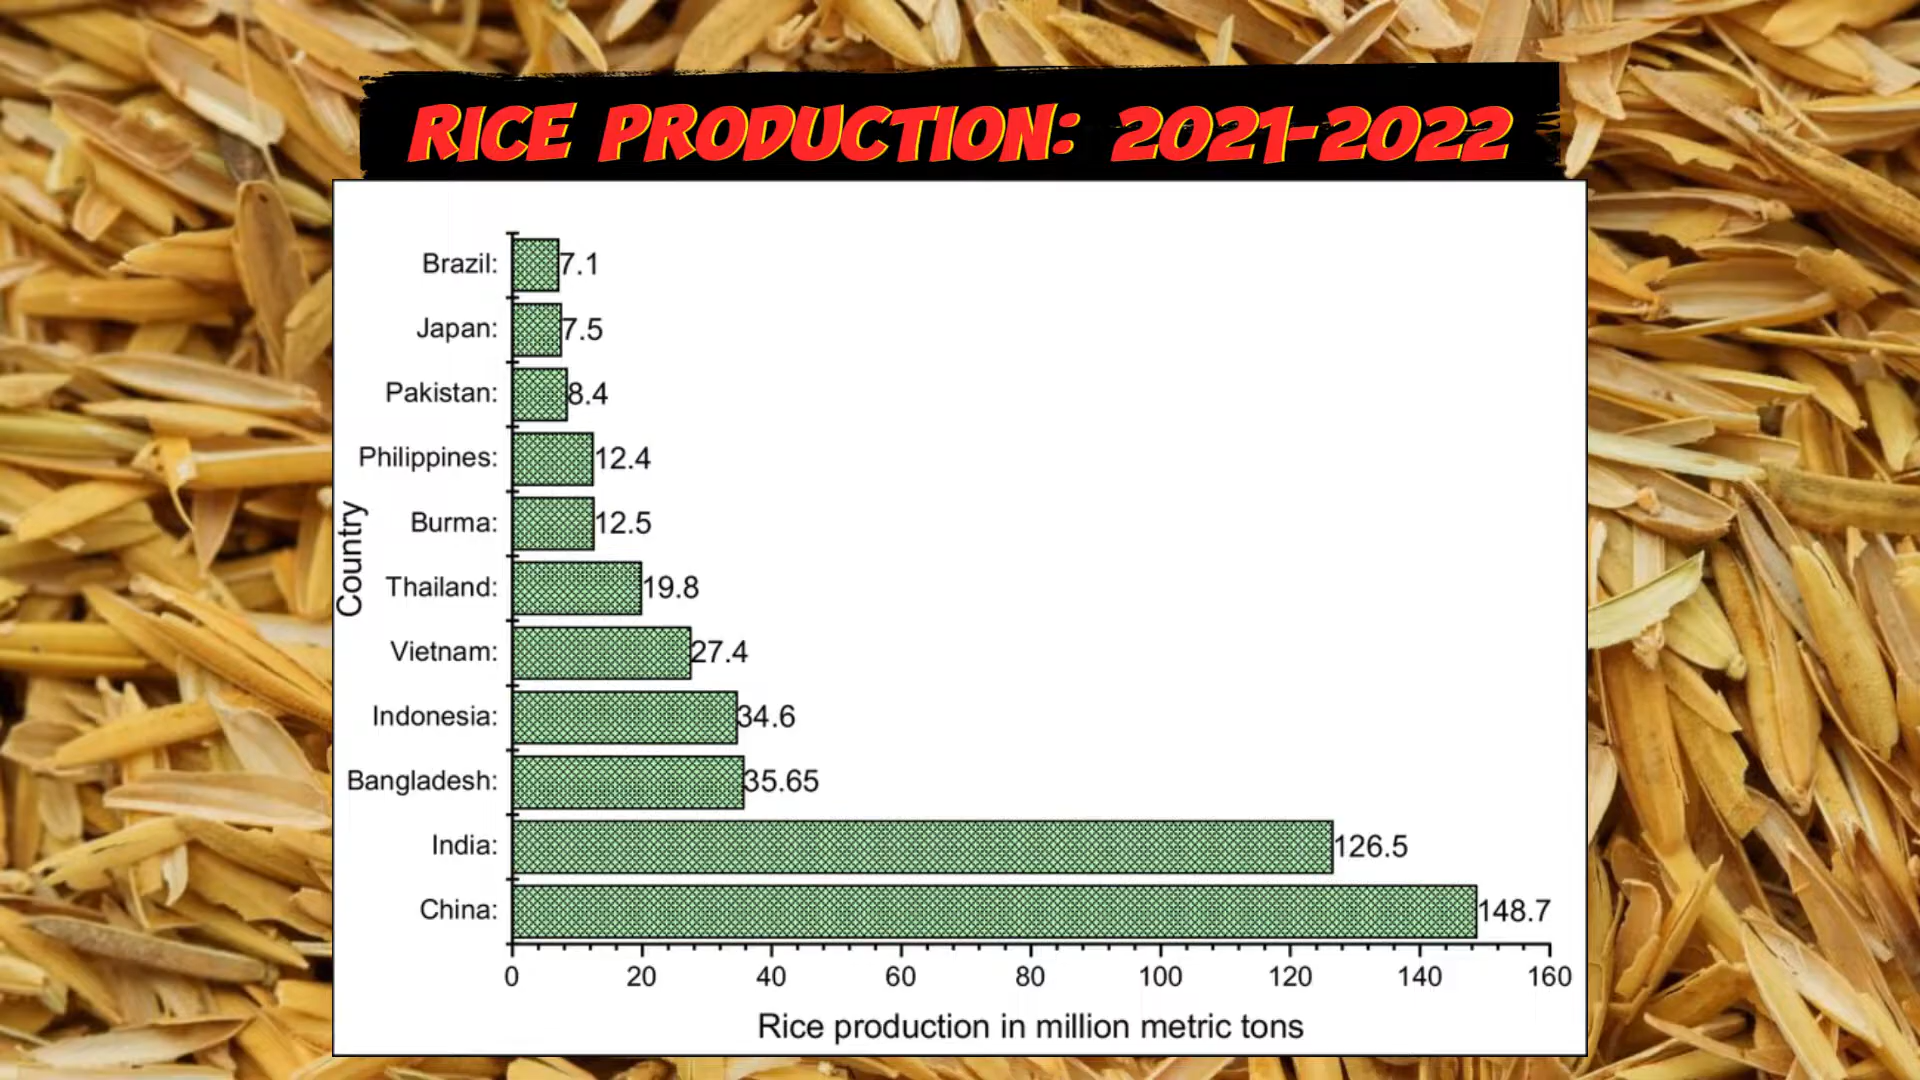 RICE PRODUCTION: 2021-2022
Brazil: 7.1
Japan: 7.5
Pakistan: 8.4
Philippines: 12.4
Burma: 12.5
Thailand: 19.8
Vietnam: 27.4
Indonesia: 34.6
Bangladesh: 35.65
India: 126.5
China: 148.7
Country
0 20 40 60 80 100 120 140 160
Rice production in million metric tons